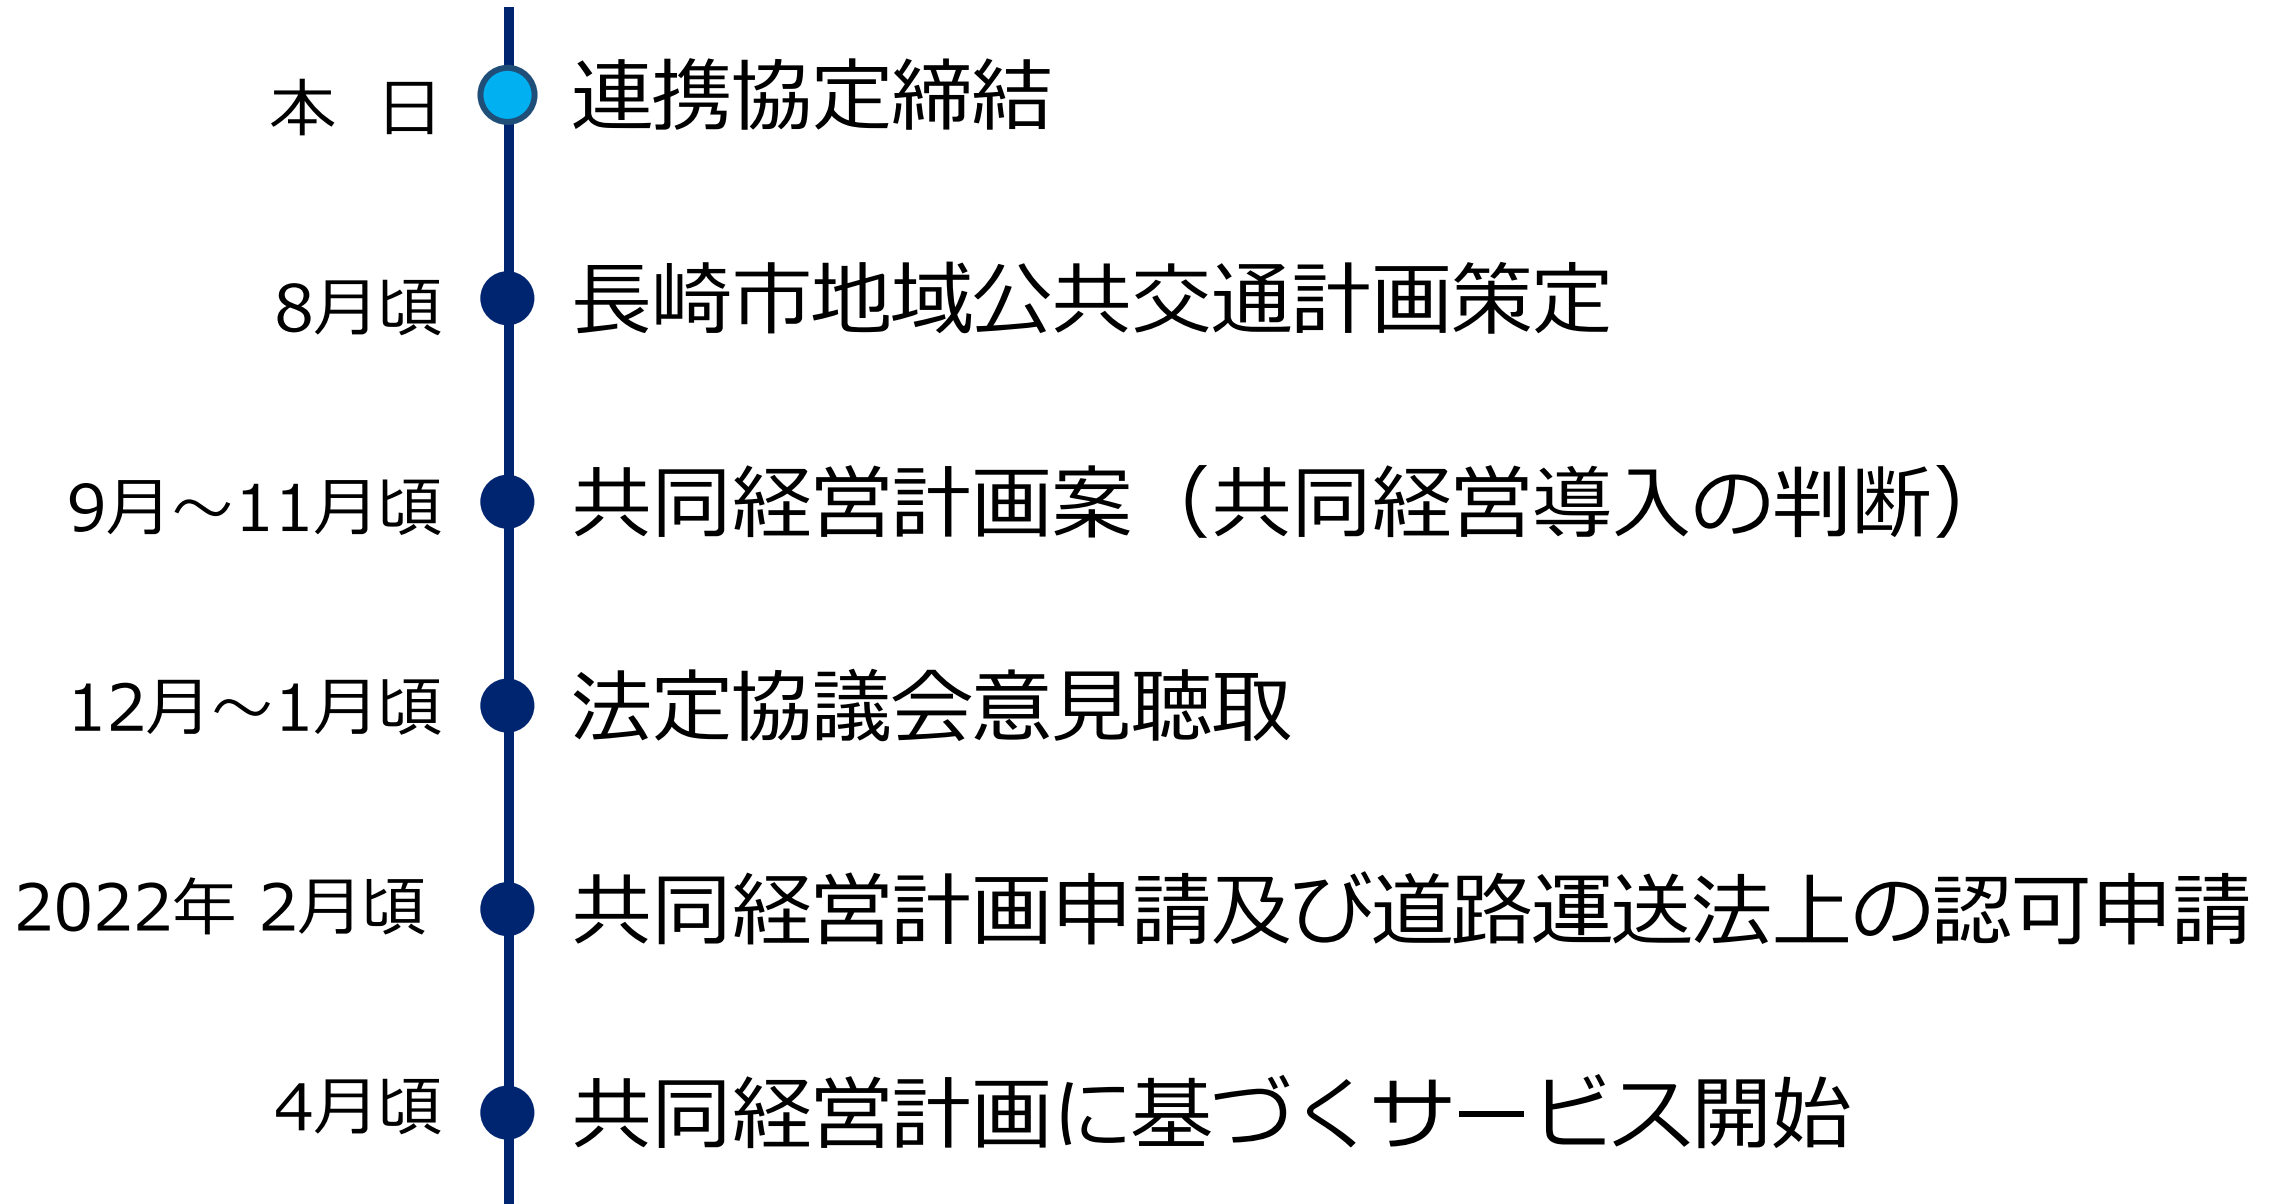 本 日 連携協定締結
8月頃 長崎市地域公共交通計画策定
9月～11月頃 共同経営計画案（共同経営導入の判断）
12月～1月頃 法定協議会意見聴取
2022年 2月頃 共同経営計画申請及び道路運送法上の認可申請
4月頃 共同経営計画に基づくサービス開始